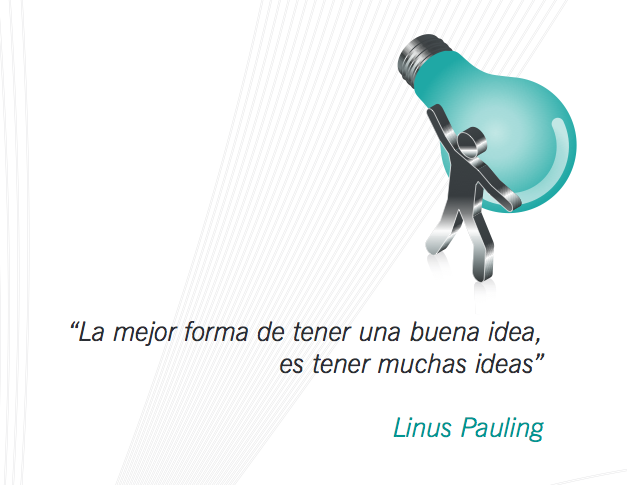 “La mejor forma de tener una buena idea,
es tener muchas ideas”
Linus Pauling